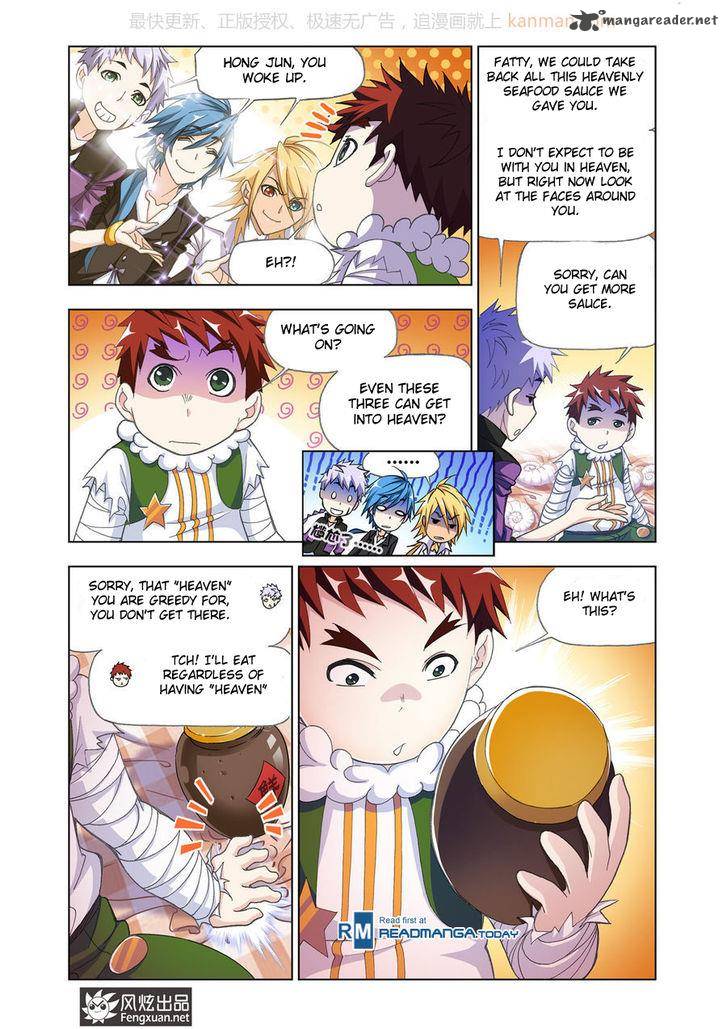 最快更新、正版授权、极速无广告，追漫画就上 kanman
mangareader.net
HONG JUN, YOU
WOKE UP.
EH?!
FATTY, WE COULD TAKE
BACK ALL THIS HEAVENLY
SEAFOOD SAUCE WE
GAVE YOU.
I DON'T EXPECT TO BE
WITH YOU IN HEAVEN,
BUT RIGHT NOW LOOK
AT THE FACES AROUND
YOU.
SORRY, CAN
YOU GET MORE
SAUCE.
WHAT'S GOING
ON?
EVEN THESE
THREE CAN GET
INTO HEAVEN?
......
SORRY, THAT "HEAVEN"
YOU ARE GREEDY FOR,
YOU DON'T GET THERE.
TCH! I'LL EAT
REGARDLESS OF
HAVING "HEAVEN"
鲜
EH! WHAT'S
THIS?
RM
Read first at
READMANGA.TODAY
风炫出品
Fengxuan.net